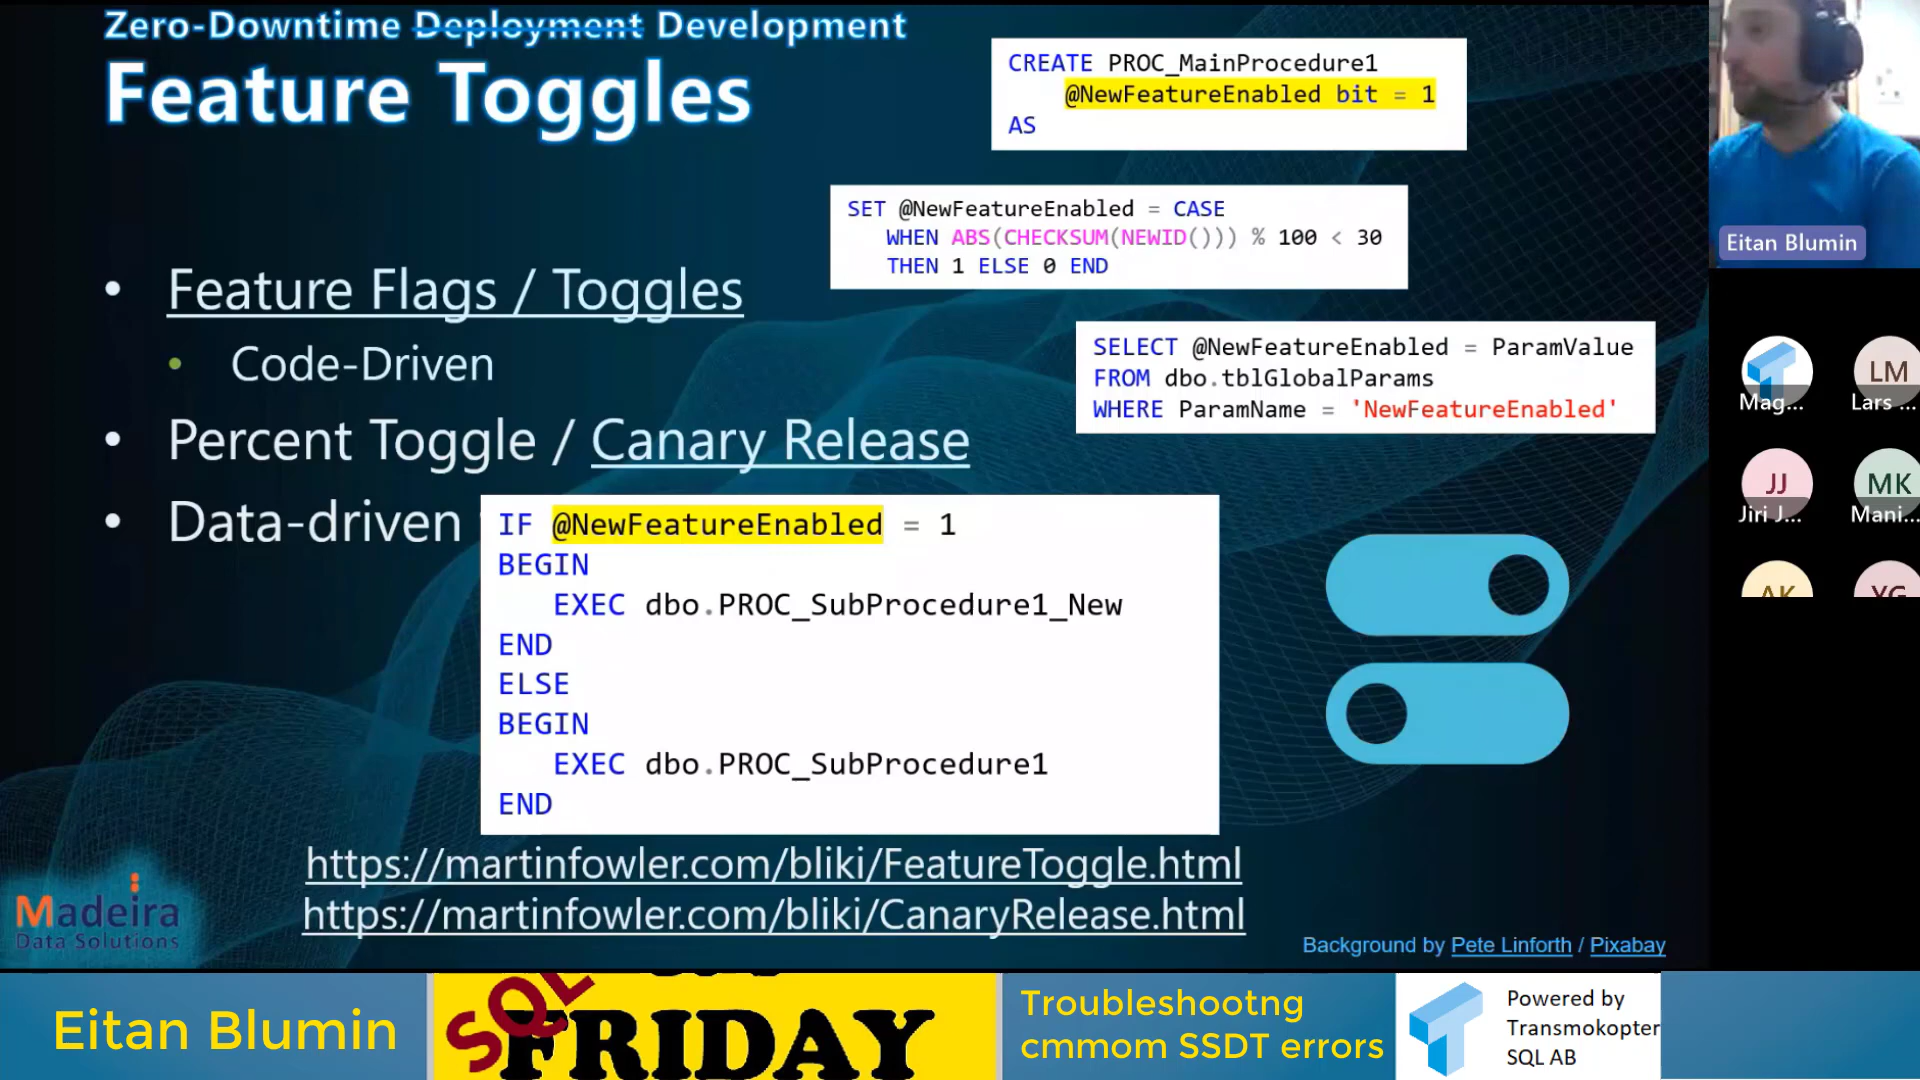 Zero-Downtime Deployment Development
Feature Toggles
CREATE PROC_MainProcedure1
@NewFeatureEnabled bit = 1
AS
SET @NewFeatureEnabled = CASE
WHEN ABS(CHECKSUM(NEWID())) % 100 < 30
THEN 1 ELSE 0 END
• Feature Flags / Toggles
• Code-Driven
SELECT @NewFeatureEnabled = ParamValue
FROM dbo.tblGlobalParams
WHERE ParamName = 'NewFeatureEnabled'
• Percent Toggle / Canary Release
• Data-driven
IF @NewFeatureEnabled = 1
BEGIN
EXEC dbo.PROC_SubProcedure1_New
END
ELSE
BEGIN
EXEC dbo.PROC_SubProcedure1
END
https://martinfowler.com/bliki/FeatureToggle.html
https://martinfowler.com/bliki/CanaryRelease.html
Madeira
Data Solutions
Background by Pete Linforth / Pixabay
Eitan Blumin
Mag...
LM
Lars ...
JJ
Jiri J...
MK
Mani...
AK
YG
Eitan Blumin
SQL
FRIDAY
Troubleshootng
cmmom SSDT errors
Powered by
Transmokopter
SQL AB